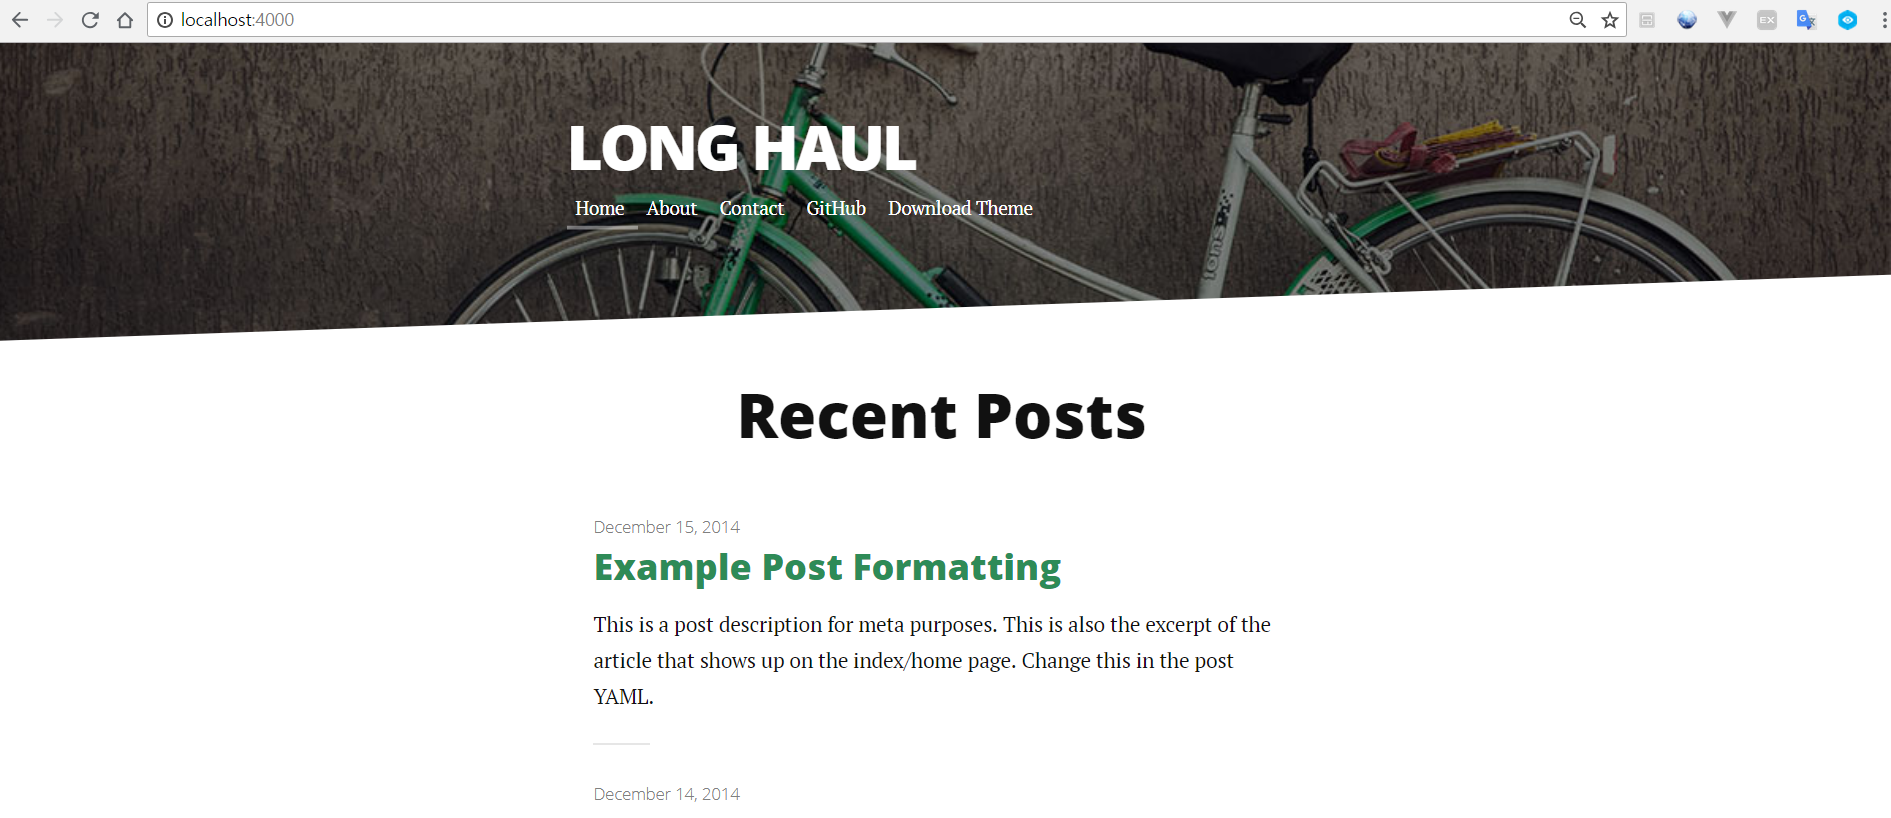 localhost:4000
LONG HAUL
Home About Contact GitHub Download Theme
Recent Posts
December 15, 2014
Example Post Formatting
This is a post description for meta purposes. This is also the excerpt of the
article that shows up on the index/home page. Change this in the post
YAML.
December 14, 2014